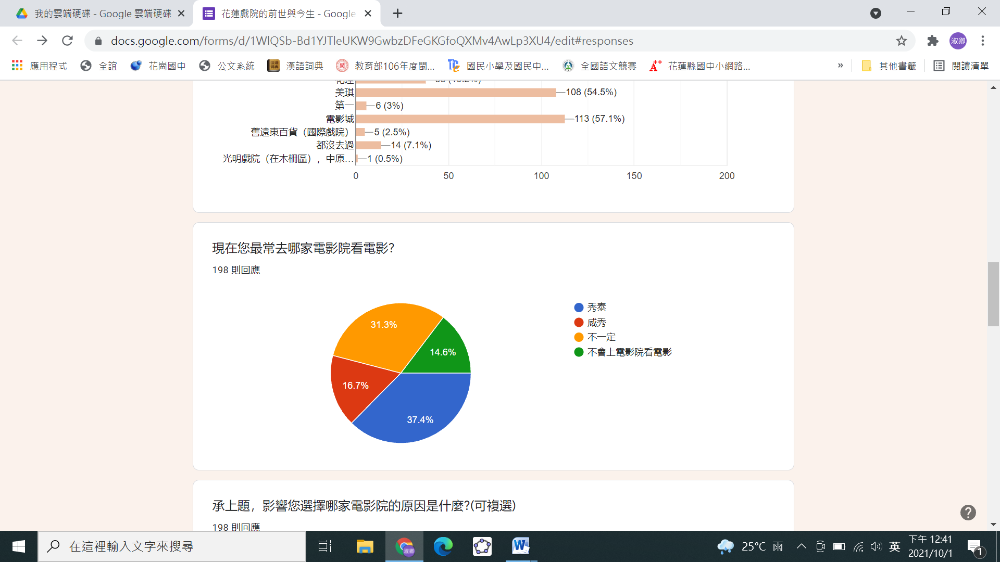 我的雲端硬碟 - Google 雲端硬碟
花蓮戲院的前世與今生 - Google
docs.google.com/forms/d/1WlQSb-Bd1YJTleUKW9GwbzDFeGKGfoQXMv4AwLp3XU4/edit#responses
淑卿
應用程式
全誼
花崗國中
公文系統
漢語詞典
教育部106年度閩...
國民小學及國民中...
全國語文競賽
花蓮縣國中小網路...
»
其他書籤
閱讀清單
美琪 108 (54.5%)
第一 6 (3%)
電影城 113 (57.1%)
舊遠東百貨（國際戲院） 5 (2.5%)
都沒去過 14 (7.1%)
光明戲院（在木柵區），中原… 1 (0.5%)
0 50 100 150 200
現在您最常去哪家電影院看電影?
198 則回應
31.3%
14.6%
16.7%
37.4%
秀泰
威秀
不一定
不會上電影院看電影
承上題，影響您選擇哪家電影院的原因是什麼?(可複選)
198 則回應
在這裡輸入文字來搜尋
淑卿
25°C 雨
英
下午 12:41
2021/10/1
1